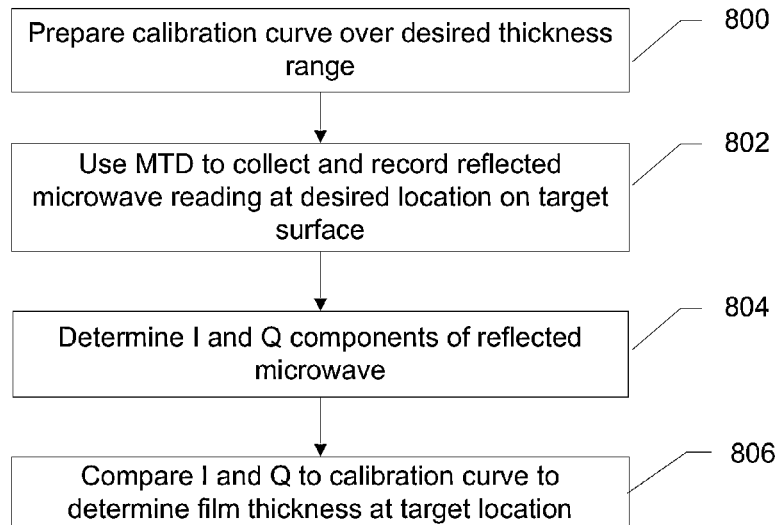 Prepare calibration curve over desired thickness
range
800
Use MTD to collect and record reflected
microwave reading at desired location on target
surface
802
Determine I and Q components of reflected
microwave
804
Compare I and Q to calibration curve to
determine film thickness at target location
806